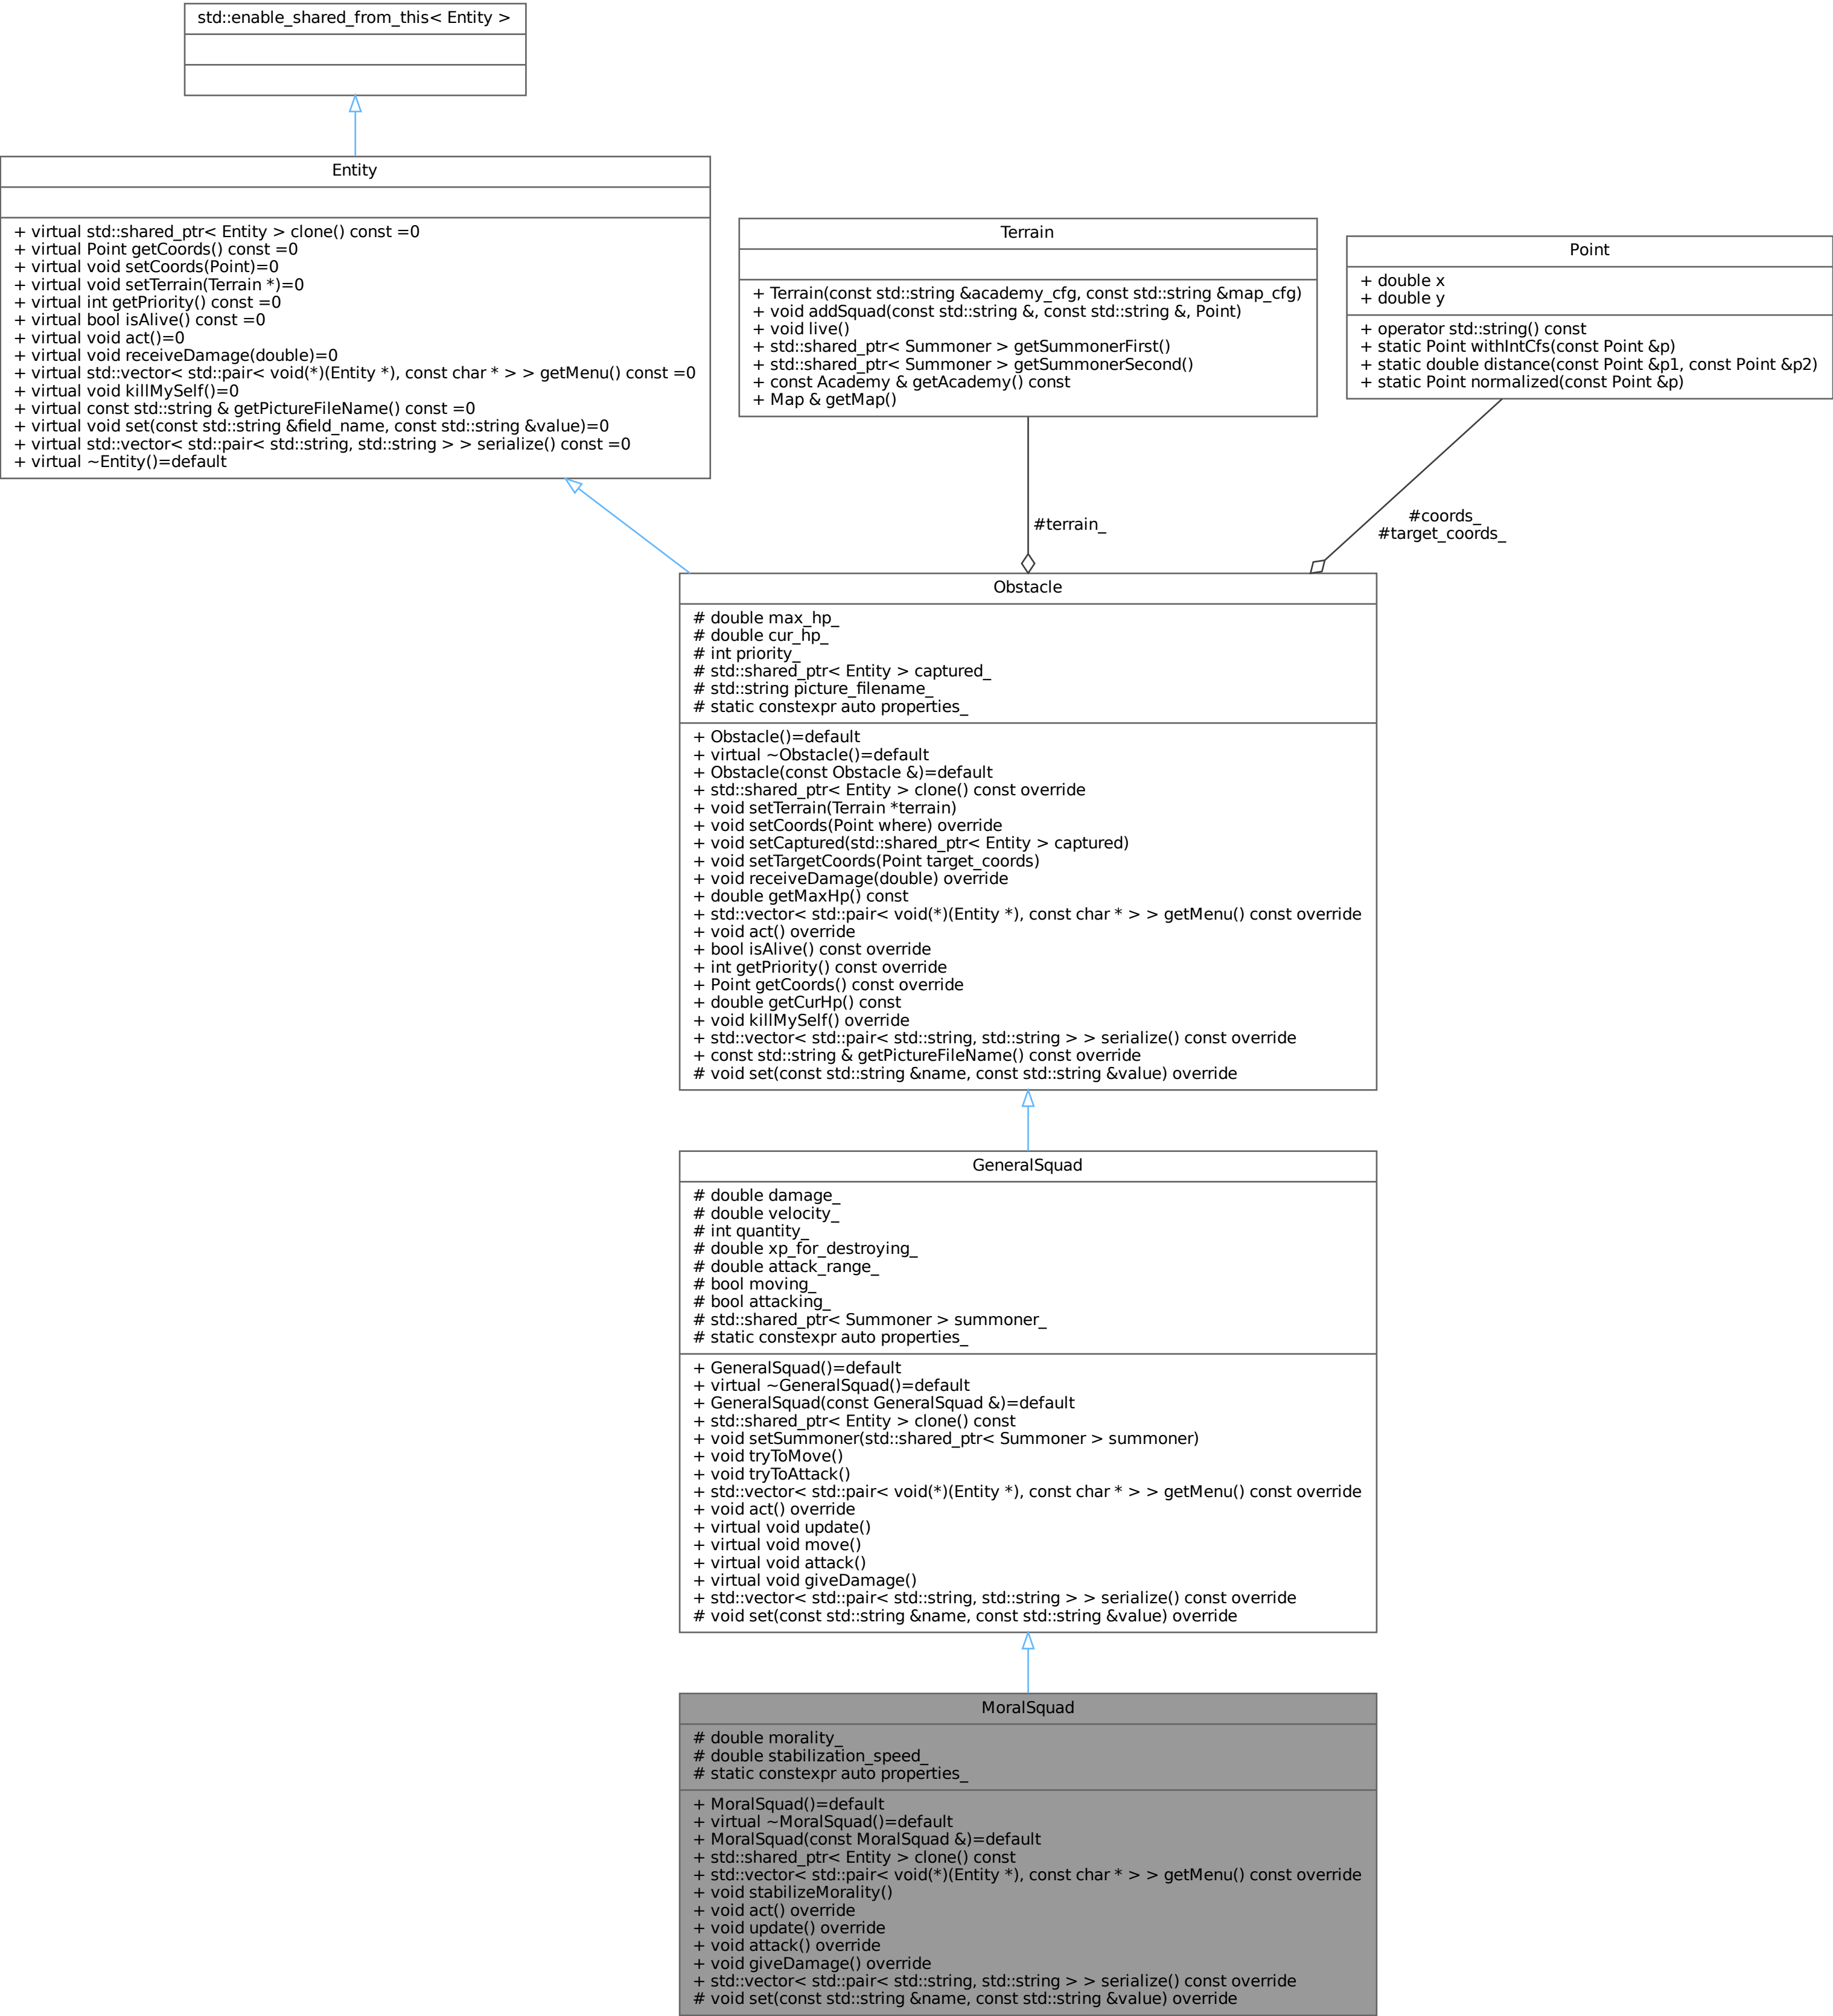 std::enable_shared_from_this< Entity >
Entity
+ virtual std::shared_ptr< Entity > clone() const =0
+ virtual Point getCoords() const =0
+ virtual void setCoords(Point)=0
+ virtual void setTerrain(Terrain *)=0
+ virtual int getPriority() const =0
+ virtual bool isAlive() const =0
+ virtual void act()=0
+ virtual void receiveDamage(double)=0
+ virtual std::vector< std::pair< void(*)(Entity *), const char * > > getMenu() const =0
+ virtual void killMySelf()=0
+ virtual const std::string & getPictureFileName() const =0
+ virtual void set(const std::string &field_name, const std::string &value)=0
+ virtual std::vector< std::pair< std::string, std::string > > serialize() const =0
+ virtual ~Entity()=default
Terrain
+ Terrain(const std::string &academy_cfg, const std::string &map_cfg)
+ void addSquad(const std::string &, const std::string &, Point)
+ void live()
+ std::shared_ptr< Summoner > getSummonerFirst()
+ std::shared_ptr< Summoner > getSummonerSecond()
+ const Academy & getAcademy() const
+ Map & getMap()
Point
+ double x
+ double y
+ operator std::string() const
+ static Point withIntCfs(const Point &p)
+ static double distance(const Point &p1, const Point &p2)
+ static Point normalized(const Point &p)
#terrain_
#coords_
#target_coords_
Obstacle
# double max_hp_
# double cur_hp_
# int priority_
# std::shared_ptr< Entity > captured_
# std::string picture_filename_
# static constexpr auto properties_
+ Obstacle()=default
+ virtual ~Obstacle()=default
+ Obstacle(const Obstacle &)=default
+ std::shared_ptr< Entity > clone() const override
+ void setTerrain(Terrain *terrain)
+ void setCoords(Point where) override
+ void setCaptured(std::shared_ptr< Entity > captured)
+ void setTargetCoords(Point target_coords)
+ void receiveDamage(double) override
+ double getMaxHp() const
+ std::vector< std::pair< void(*)(Entity *), const char * > > getMenu() const override
+ void act() override
+ bool isAlive() const override
+ int getPriority() const override
+ Point getCoords() const override
+ double getCurHp() const
+ void killMySelf() override
+ std::vector< std::pair< std::string, std::string > > serialize() const override
+ const std::string & getPictureFileName() const override
# void set(const std::string &name, const std::string &value) override
GeneralSquad
# double damage_
# double velocity_
# int quantity_
# double xp_for_destroying_
# double attack_range_
# bool moving_
# bool attacking_
# std::shared_ptr< Summoner > summoner_
# static constexpr auto properties_
+ GeneralSquad()=default
+ virtual ~GeneralSquad()=default
+ GeneralSquad(const GeneralSquad &)=default
+ std::shared_ptr< Entity > clone() const
+ void setSummoner(std::shared_ptr< Summoner > summoner)
+ void tryToMove()
+ void tryToAttack()
+ std::vector< std::pair< void(*)(Entity *), const char * > > getMenu() const override
+ void act() override
+ virtual void update()
+ virtual void move()
+ virtual void attack()
+ virtual void giveDamage()
+ std::vector< std::pair< std::string, std::string > > serialize() const override
# void set(const std::string &name, const std::string &value) override
MoralSquad
# double morality_
# double stabilization_speed_
# static constexpr auto properties_
+ MoralSquad()=default
+ virtual ~MoralSquad()=default
+ MoralSquad(const MoralSquad &)=default
+ std::shared_ptr< Entity > clone() const
+ std::vector< std::pair< void(*)(Entity *), const char * > > getMenu() const override
+ void stabilizeMorality()
+ void act() override
+ void update() override
+ void attack() override
+ void giveDamage() override
+ std::vector< std::pair< std::string, std::string > > serialize() const override
# void set(const std::string &name, const std::string &value) override